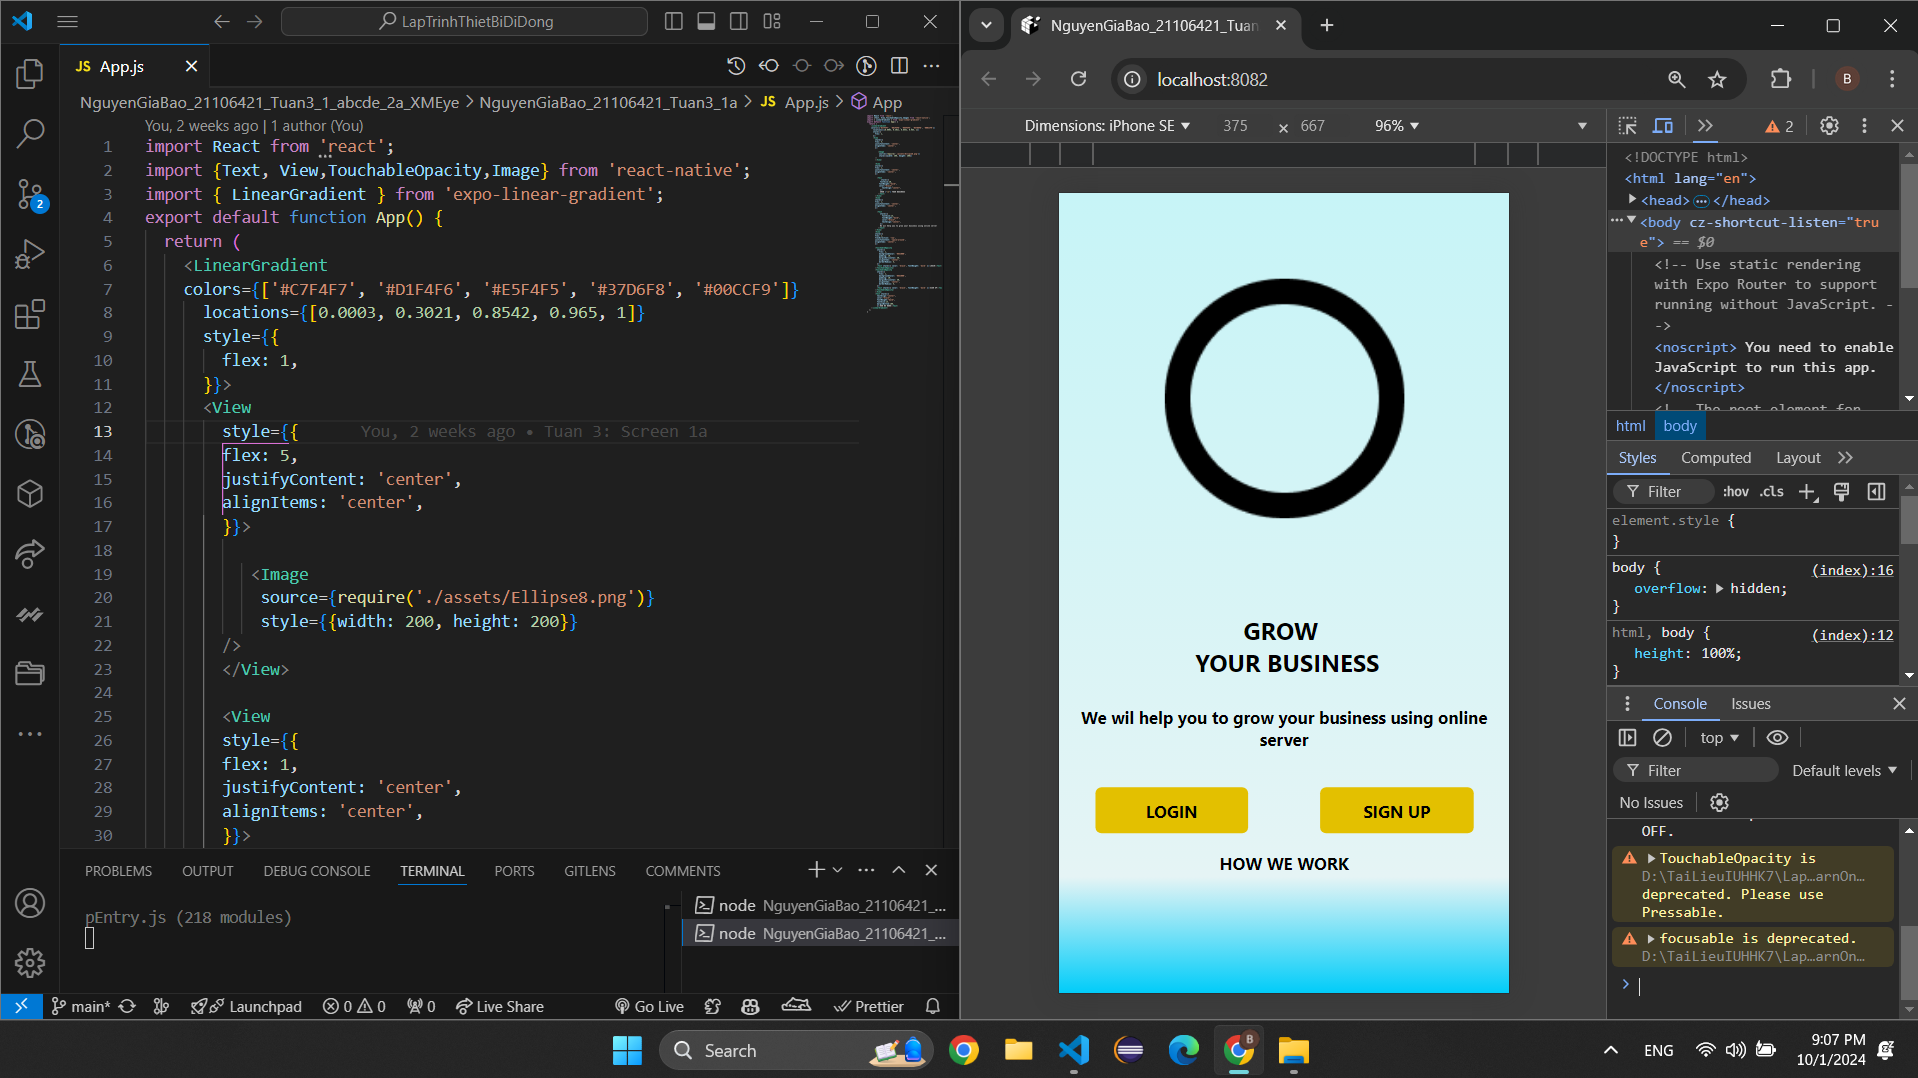 LapTrinhThietBiDiDong
JS App.js
NguyenGiaBao_21106421_Tuan3_1_abcde_2a_XMEye > NguyenGiaBao_21106421_Tuan3_1a > JS App.js > App
You, 2 weeks ago | 1 author (You)
1 import React from 'react';
2 import {Text, View,TouchableOpacity,Image} from 'react-native';
3 import { LinearGradient } from 'expo-linear-gradient';
4 export default function App() {
5 return (
6 <LinearGradient
7 colors={['#C7F4F7', '#D1F4F6', '#E5F4F5', '#37D6F8', '#00CCF9']}
8 locations={[0.0003, 0.3021, 0.8542, 0.965, 1]}
9 style={{
10 flex: 1,
11 }}>
12 <View
13 style={{ You, 2 weeks ago • Tuan 3: Screen 1a
14 flex: 5,
15 justifyContent: 'center',
16 alignItems: 'center',
17 }}>
18
19 <Image
20 source={require('./assets/Ellipse8.png')}
21 style={{width: 200, height: 200}}
22 />
23 </View>
24
25 <View
26 style={{
27 flex: 1,
28 justifyContent: 'center',
29 alignItems: 'center',
30 }}>
2
PROBLEMS OUTPUT DEBUG CONSOLE TERMINAL PORTS GITLENS COMMENTS
pEntry.js (218 modules)
node NguyenGiaBao_21106421_...
node NguyenGiaBao_21106421_...
main* Launchpad 0 0 0 Live Share Go Live Prettier
NguyenGiaBao_21106421_Tuan
localhost:8082
B
Dimensions: iPhone SE 375 × 667 96%
GROW
YOUR BUSINESS
We wil help you to grow your business using online
server
LOGIN SIGN UP
HOW WE WORK
2
<!DOCTYPE html>
<html lang="en">
<head> ··· </head>
<body cz-shortcut-listen="tru
e"> == $0
<!-- Use static rendering
with Expo Router to support
running without JavaScript. --
->
<noscript> You need to enable
JavaScript to run this app.
</noscript>
<!-- The root element for
html body
Styles Computed Layout
Filter :hov .cls
element.style {
}
body { (index):16
overflow: hidden;
}
html, body { (index):12
height: 100%;
}
Console Issues
top
Filter Default levels
No Issues
OFF.
TouchableOpacity is
D:\TaiLieuIUHHK7\Lap…arnOn…
deprecated. Please use
Pressable.
focusable is deprecated.
D:\TaiLieuIUHHK7\Lap…arnOn…
Search
B
ENG
9:07 PM
10/1/2024